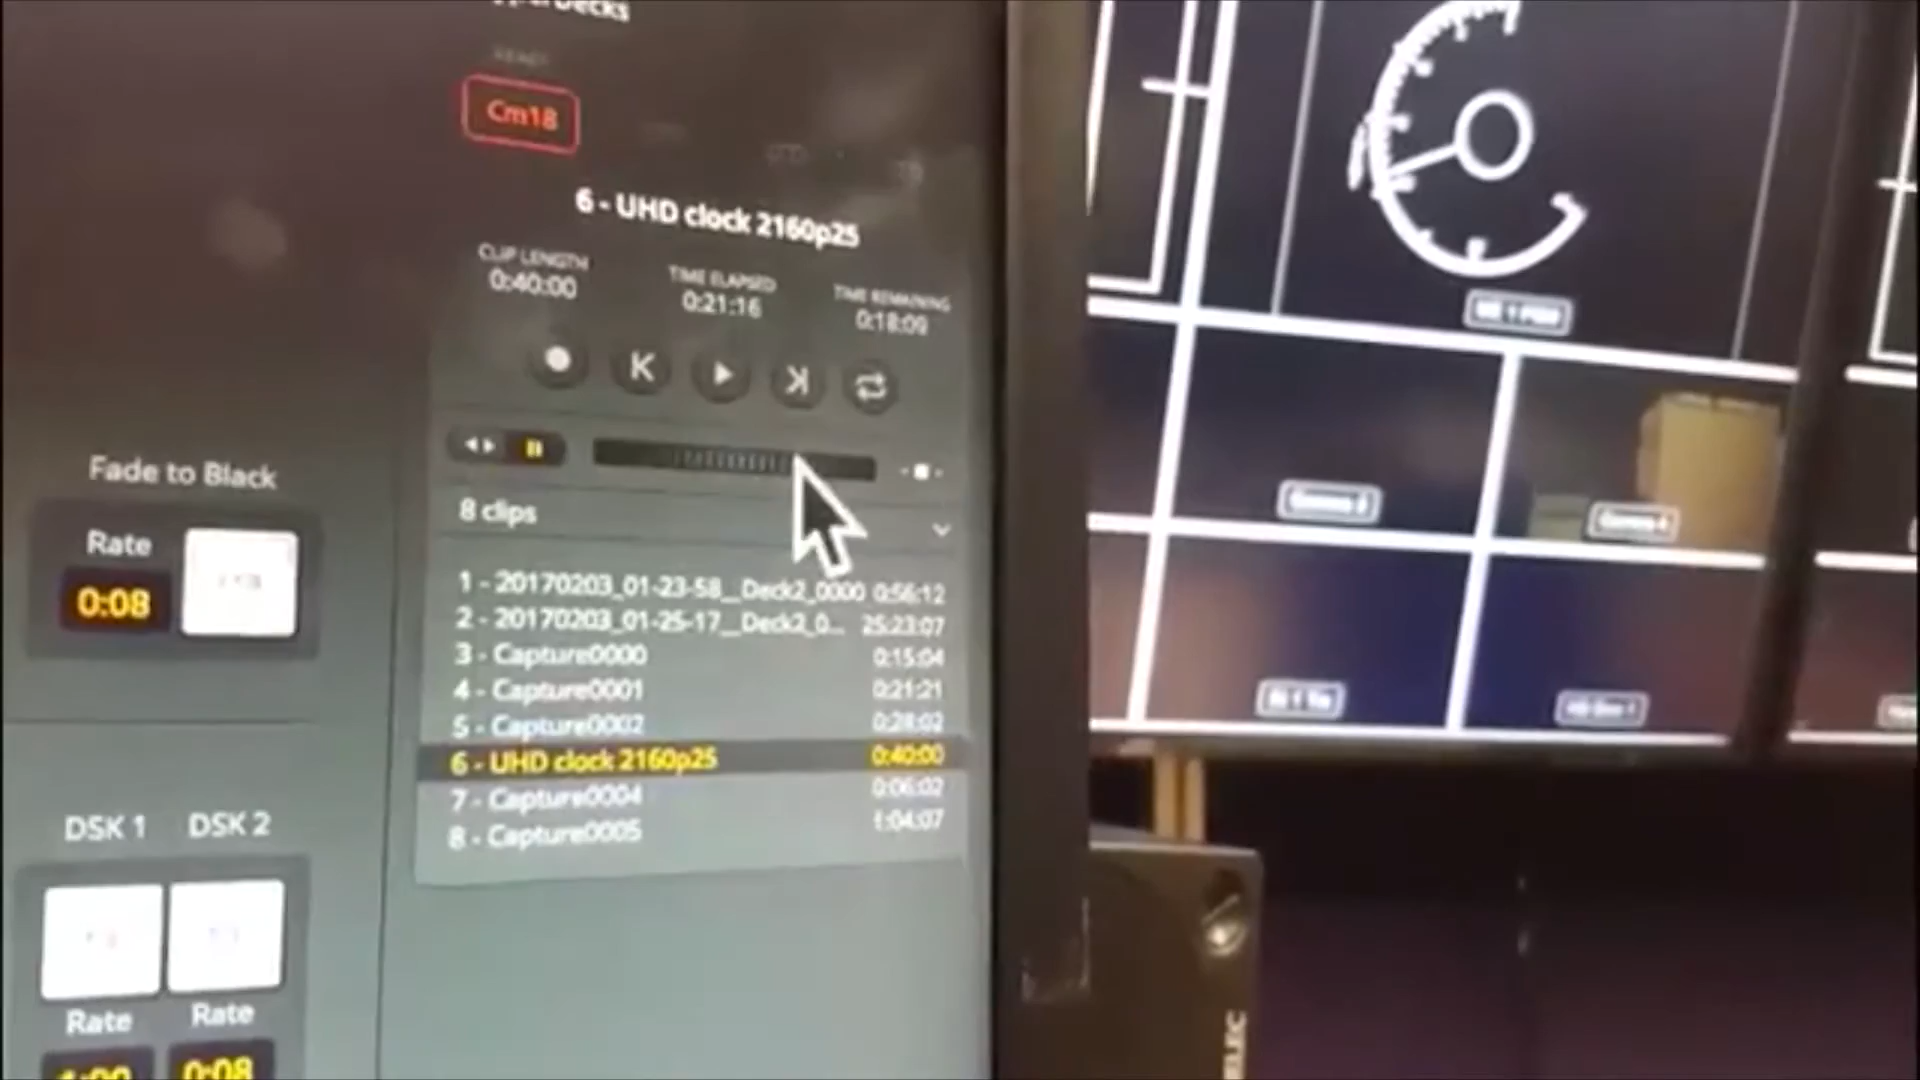 READY
Cm18
6 - UHD clock 2160p25
CLIP LENGTH
0:40:00
TIME ELAPSED
0:21:16
TIME REMAINING
0:18:09
8 clips
1 - 20170203_01-23-58__Deck2_0000 0:56:12
2 - 20170203_01-25-17__Deck2_0... 25:23:07
3 - Capture0000 0:15:04
4 - Capture0001 0:21:21
5 - Capture0002 0:28:02
6 - UHD clock 2160p25 0:40:00
7 - Capture0004 0:06:02
8 - Capture0005 1:04:07
Fade to Black
Rate
0:08
DSK 1 DSK 2
Rate Rate
1:00 0:08